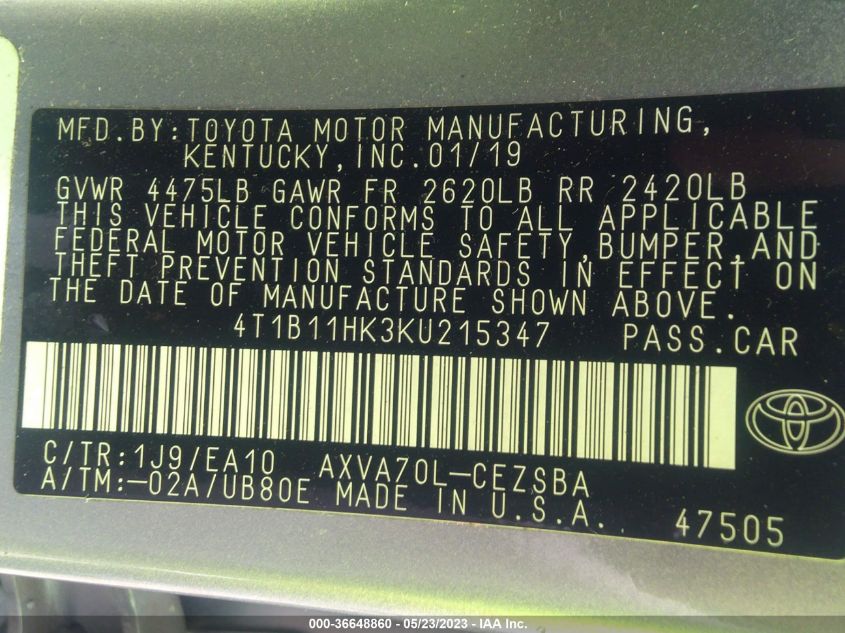 MFD.BY:TOYOTA MOTOR MANUFACTURING,
KENTUCKY,INC.01/19
GVWR 4475LB GAWR FR 2620LB RR 2420LB
THIS VEHICLE CONFORMS TO ALL APPLICABLE
FEDERAL MOTOR VEHICLE SAFETY,BUMPER,AND
THEFT PREVENTION STANDARDS IN EFFECT ON
THE DATE OF MANUFACTURE SHOWN ABOVE.
4T1B11HK3KU215347 PASS.CAR
C/TR:1J9/EA10 AXVA70L-CEZSBA
A/TM:-02A/UB80E MADE IN U.S.A. 47505
000-36648860 - 05/23/2023 - IAA Inc.